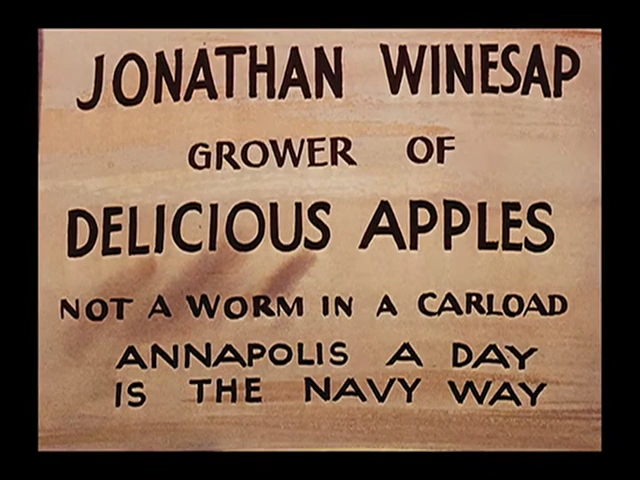 JONATHAN WINESAP
GROWER OF
DELICIOUS APPLES
NOT A WORM IN A CARLOAD
ANNAPOLIS A DAY
IS THE NAVY WAY